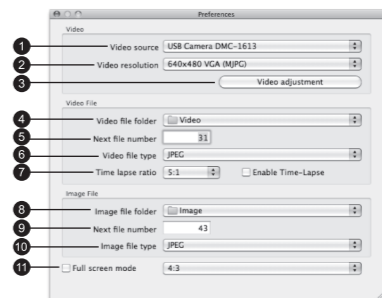 Preferences
Video
1 Video source USB Camera DMC-1613
2 Video resolution 640x480 VGA (MJPG)
3 Video adjustment
Video File
4 Video file folder Video
5 Next file number 31
6 Video file type JPEG
7 Time lapse ratio 5:1 Enable Time-Lapse
Image File
8 Image file folder Image
9 Next file number 43
10 Image file type JPEG
11 Full screen mode 4:3